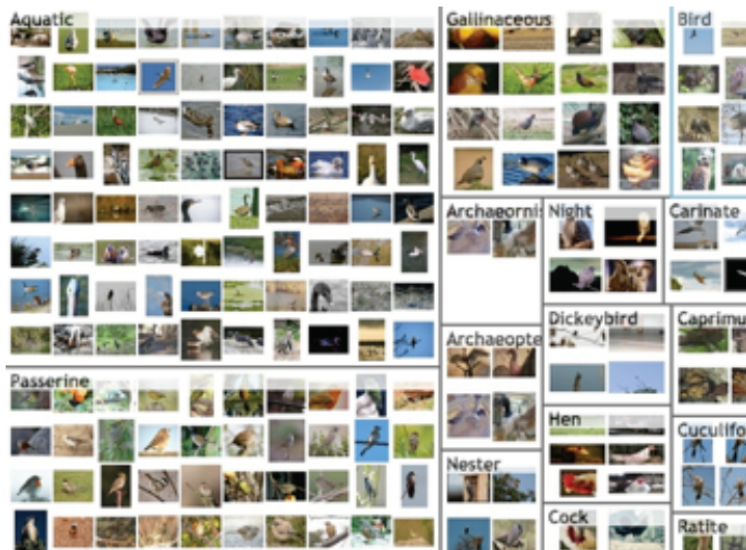 Aquatic
Gallinaceous
Bird
Archaeornis
Night
Carinate
Dickeybird
Caprimu
Archaeopte
Hen
Cuculifo
Nester
Cock
Ratite
Passerine